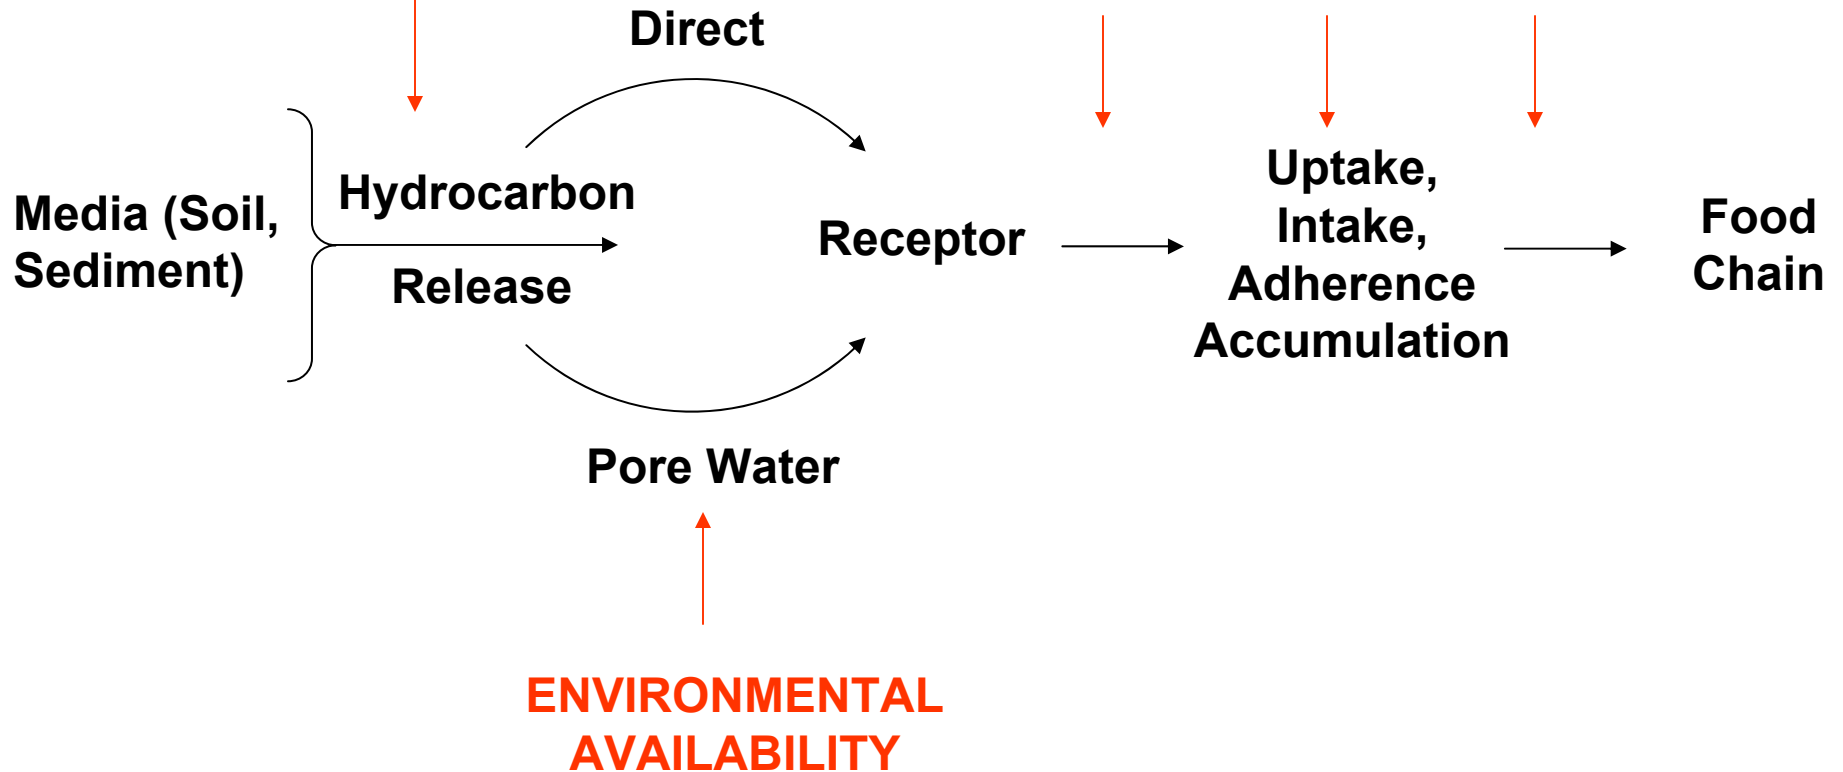 Direct
Media (Soil,
Sediment)
Hydrocarbon
Release
Receptor
Uptake,
Intake,
Adherence
Accumulation
Food
Chain
Pore Water
ENVIRONMENTAL
AVAILABILITY